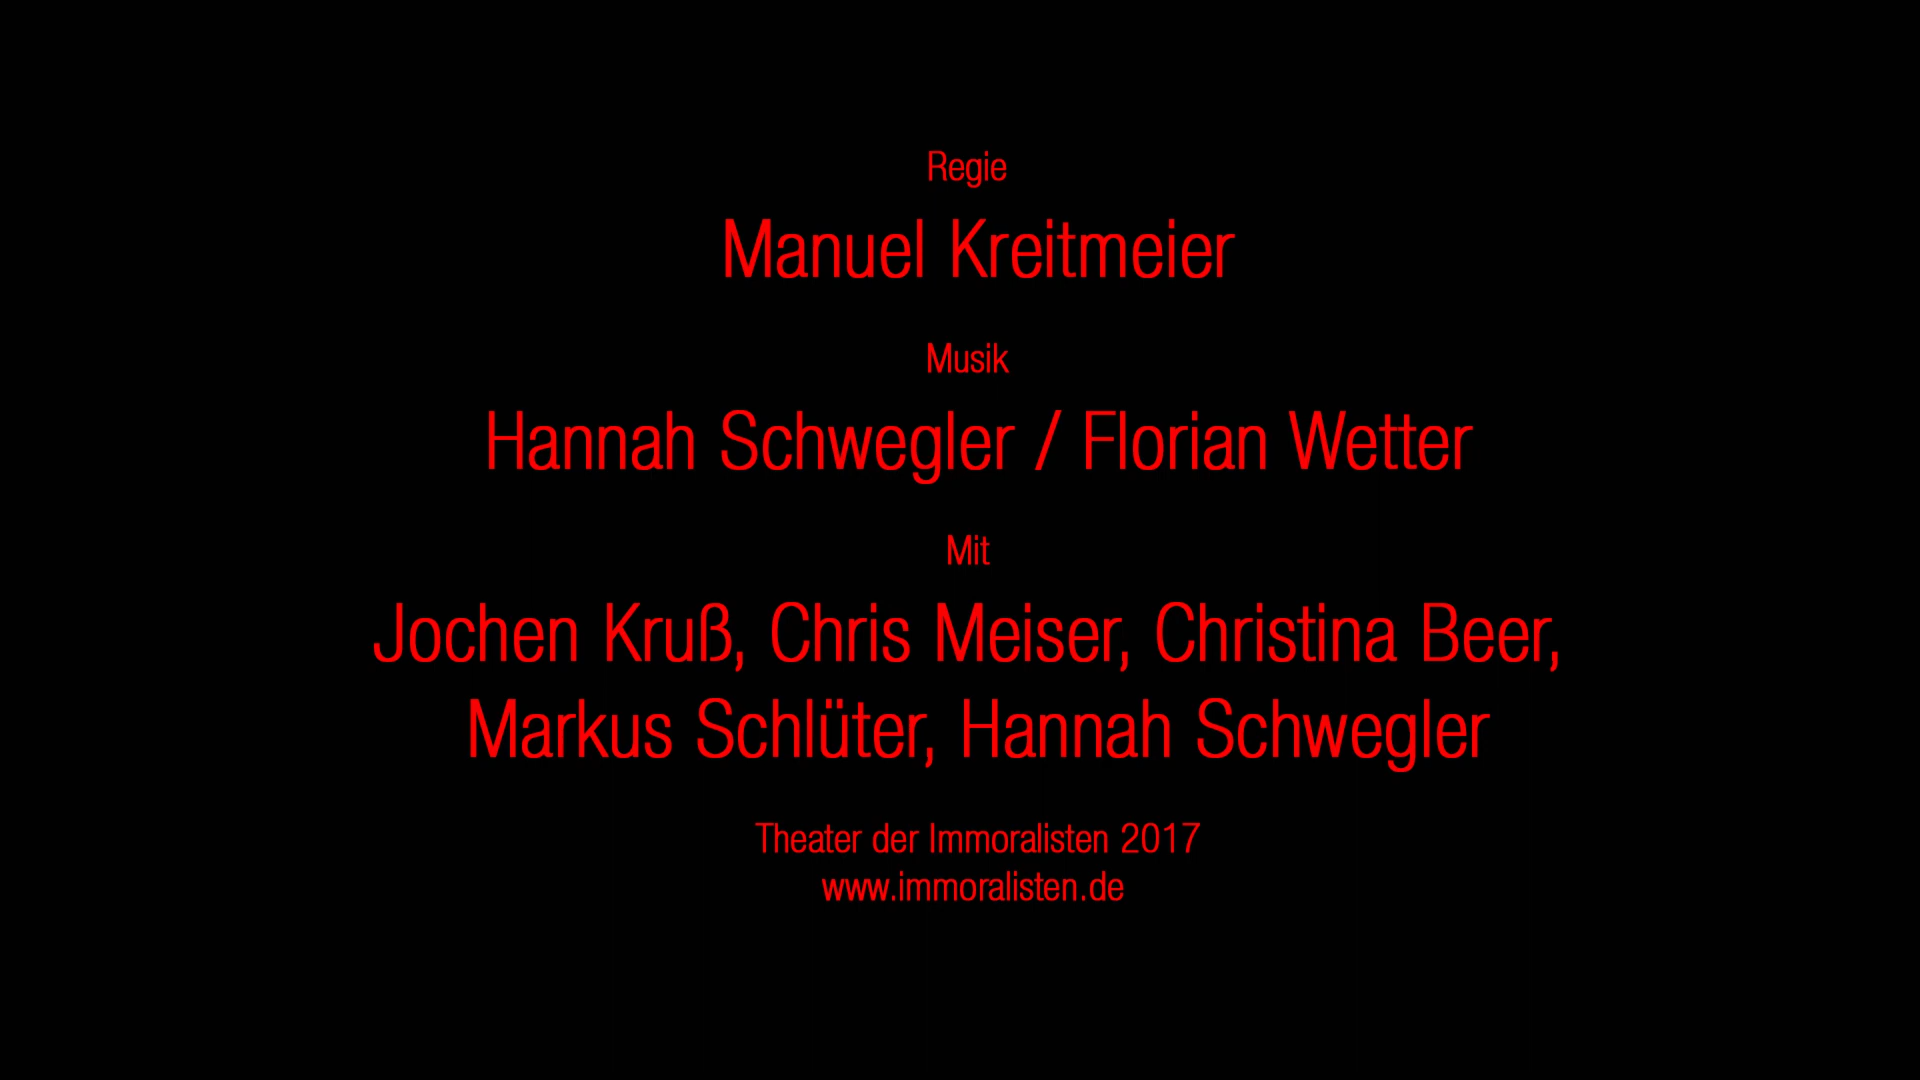 Regie
Manuel Kreitmeier
Musik
Hannah Schwegler / Florian Wetter
Mit
Jochen Kruß, Chris Meiser, Christina Beer,
Markus Schlüter, Hannah Schwegler
Theater der Immoralisten 2017
www.immoralisten.de